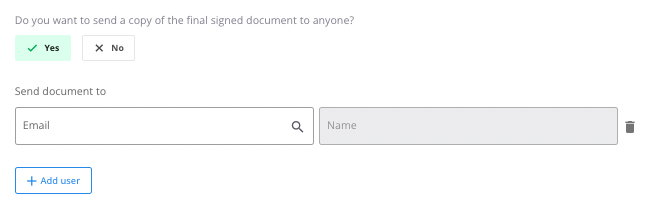 Do you want to send a copy of the final signed document to anyone?
Yes No
Send document to
Email Name
Add user